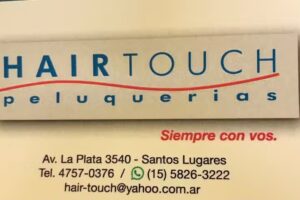 HAIRTOUCH
peluquerias
Siempre con vos.
Av. La Plata 3540 - Santos Lugares
Tel. 4757-0376 / (15) 5826-3222
hair-touch@yahoo.com.ar